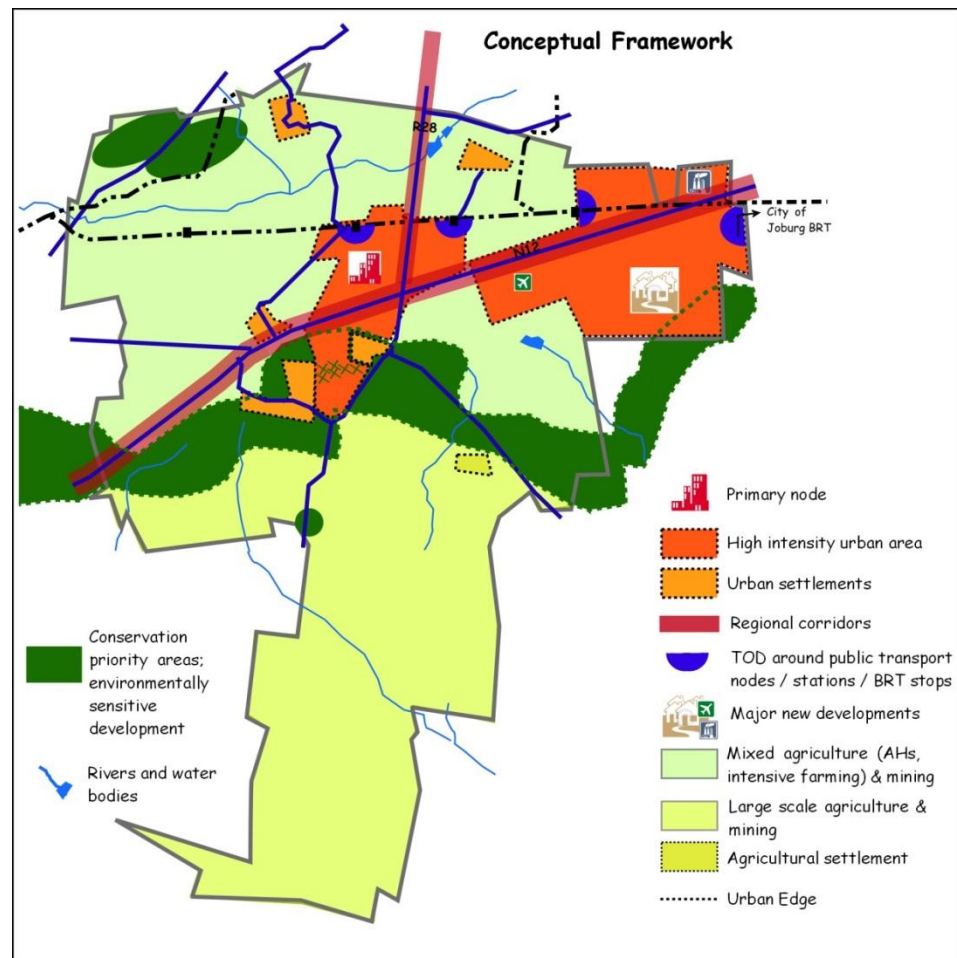 Conceptual Framework
R28
N12
City of
Joburg BRT
Primary node
High intensity urban area
Urban settlements
Regional corridors
TOD around public transport
nodes / stations / BRT stops
Major new developments
Mixed agriculture (AHs,
intensive farming) & mining
Large scale agriculture &
mining
Agricultural settlement
Urban Edge
Conservation
priority areas;
environmentally
sensitive
development
Rivers and water
bodies